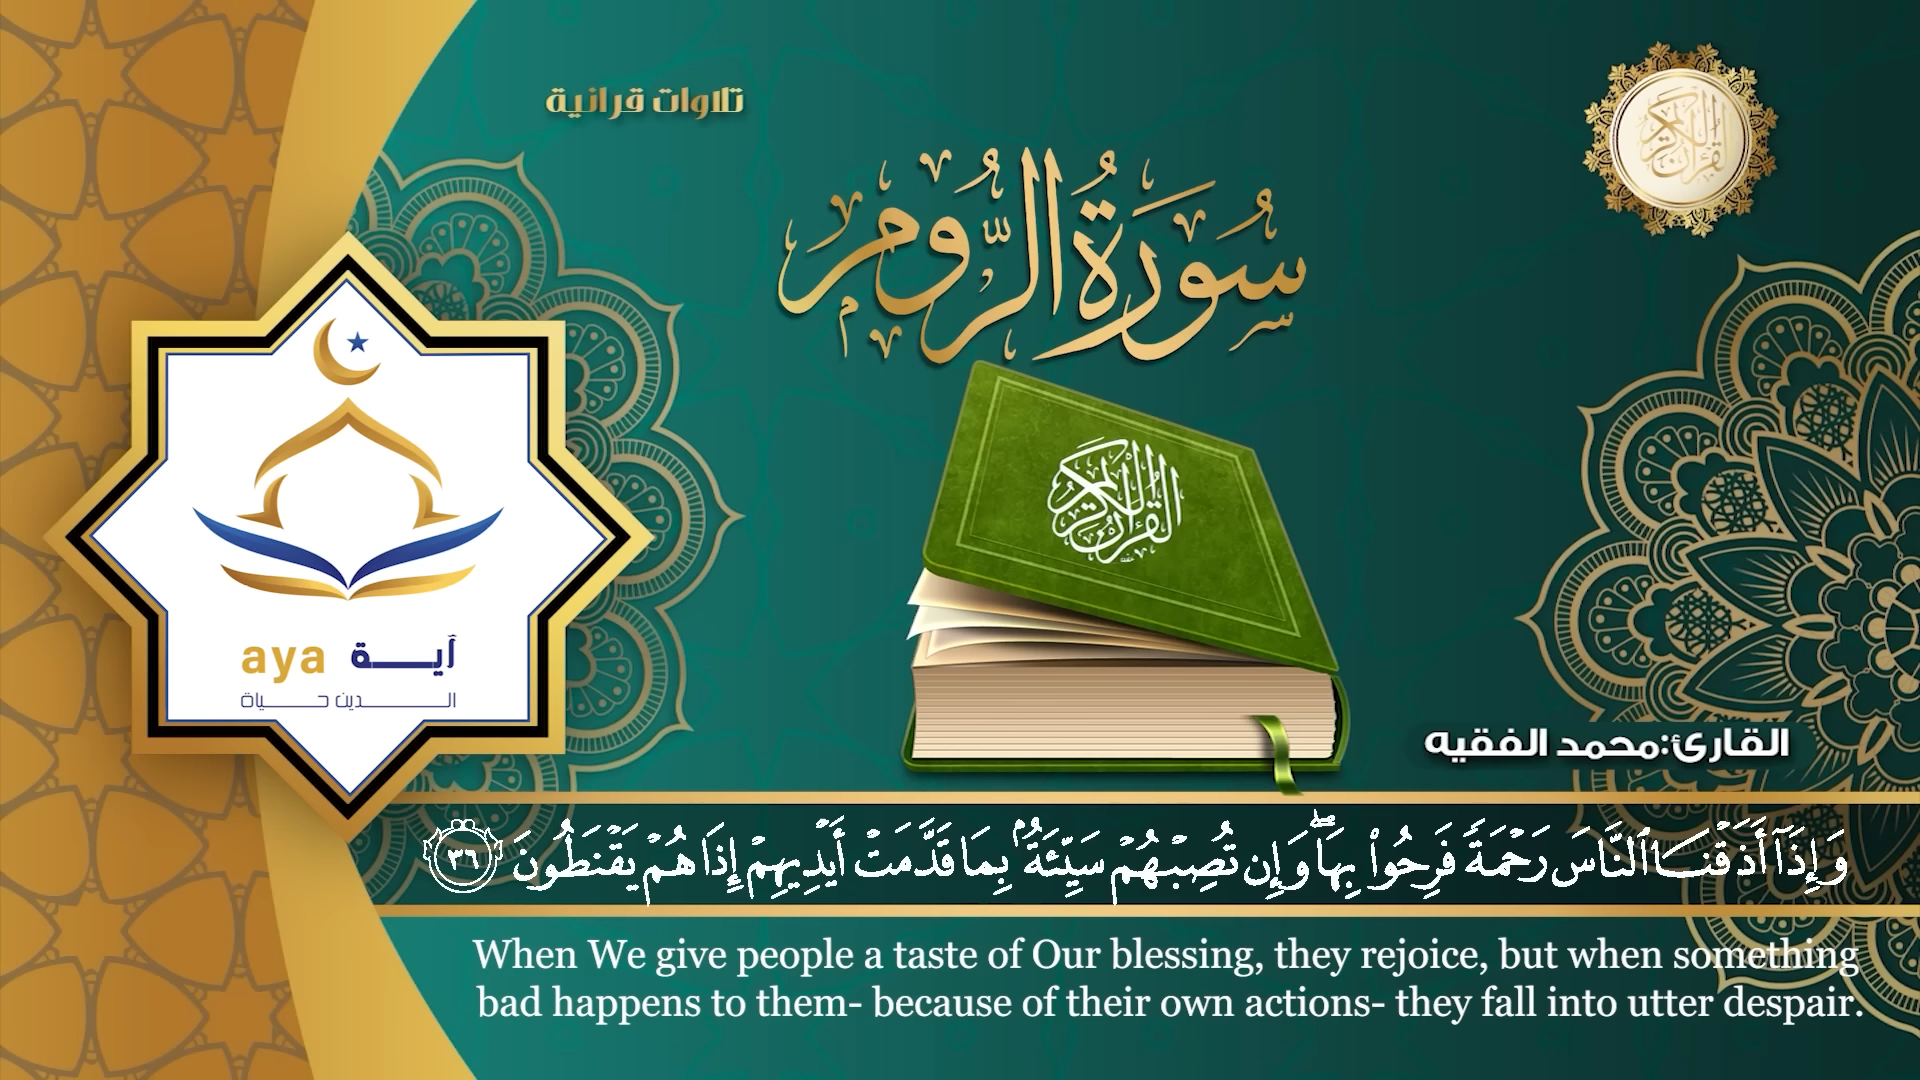 تلاوات قرانية
القرآن الكريم
سُورَةُ الرُّومِ
القرآن الكريم
aya آيـــة
الـــدين حـــياة
القارئ:محمد الفقيه
وَإِذَآ أَذَقْنَا ٱلنَّاسَ رَحْمَةً فَرِحُوا۟ بِهَا ۖ وَإِن تُصِبْهُمْ سَيِّئَةٌۢ بِمَا قَدَّمَتْ أَيْدِيهِمْ إِذَا هُمْ يَقْنَطُونَ ٣٦
When We give people a taste of Our blessing, they rejoice, but when something
bad happens to them- because of their own actions- they fall into utter despair.